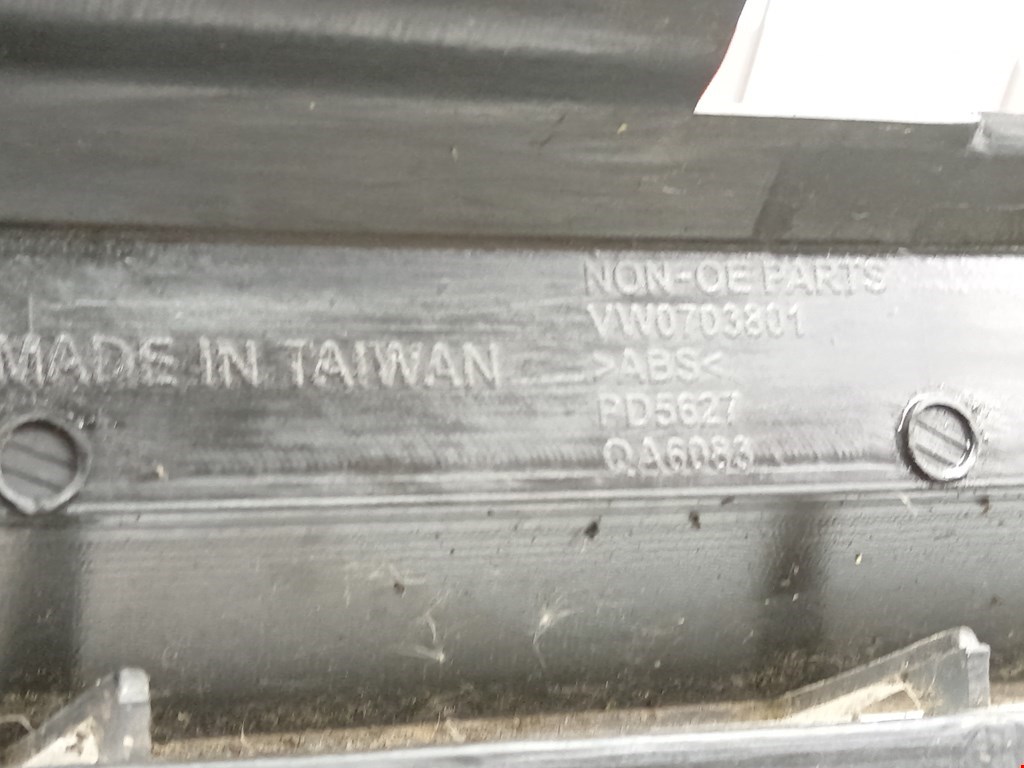 MADE IN TAIWAN
NON-OE PARTS
VW0703801
>ABS<
PD5627
QA6083